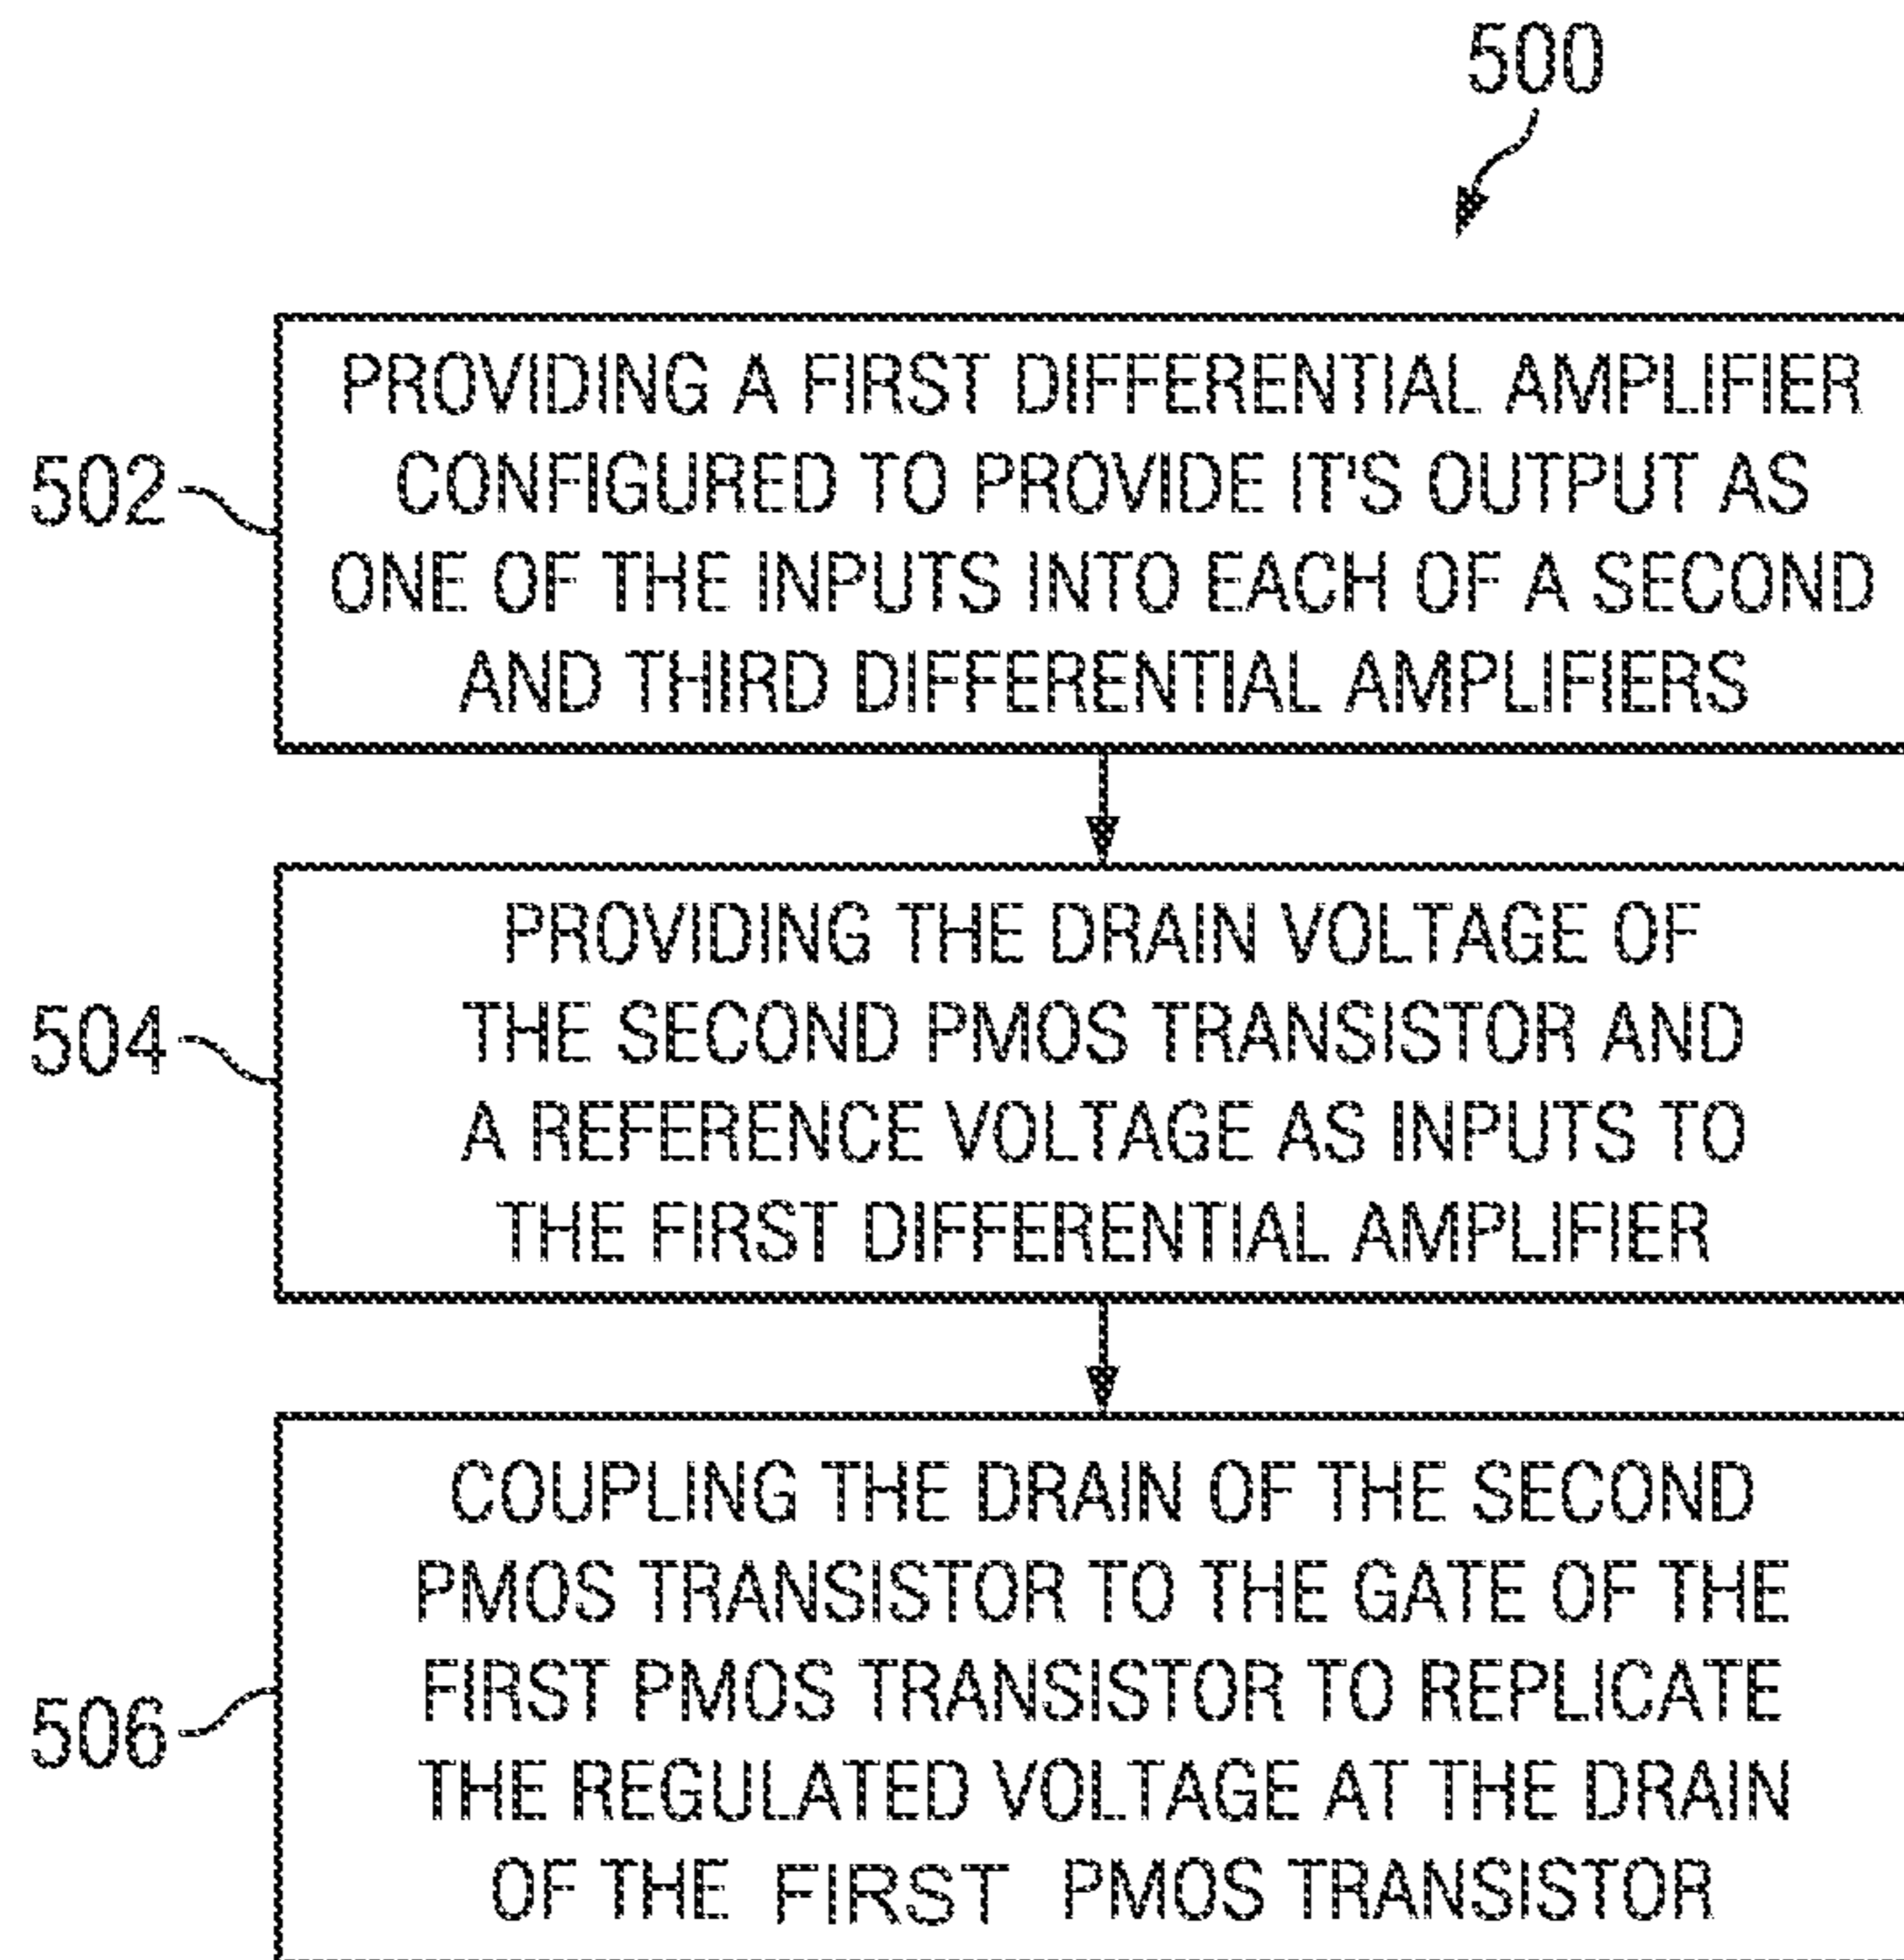 500
502
PROVIDING A FIRST DIFFERENTIAL AMPLIFIER
CONFIGURED TO PROVIDE IT'S OUTPUT AS
ONE OF THE INPUTS INTO EACH OF A SECOND
AND THIRD DIFFERENTIAL AMPLIFIERS
504
PROVIDING THE DRAIN VOLTAGE OF
THE SECOND PMOS TRANSISTOR AND
A REFERENCE VOLTAGE AS INPUTS TO
THE FIRST DIFFERENTIAL AMPLIFIER
506
COUPLING THE DRAIN OF THE SECOND
PMOS TRANSISTOR TO THE GATE OF THE
FIRST PMOS TRANSISTOR TO REPLICATE
THE REGULATED VOLTAGE AT THE DRAIN
OF THE FIRST PMOS TRANSISTOR